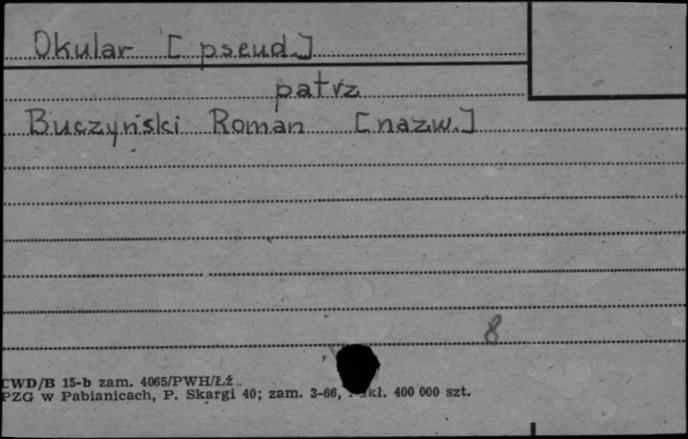 Okular [pseud.]
patrz
Buczyński Roman [nazw.]
8
CWD/B 15-b zam. 4065/PWH/Łź
PZG w Pabianicach, P. Skargi 40; zam. 3-66, kł. 400 000 szt.